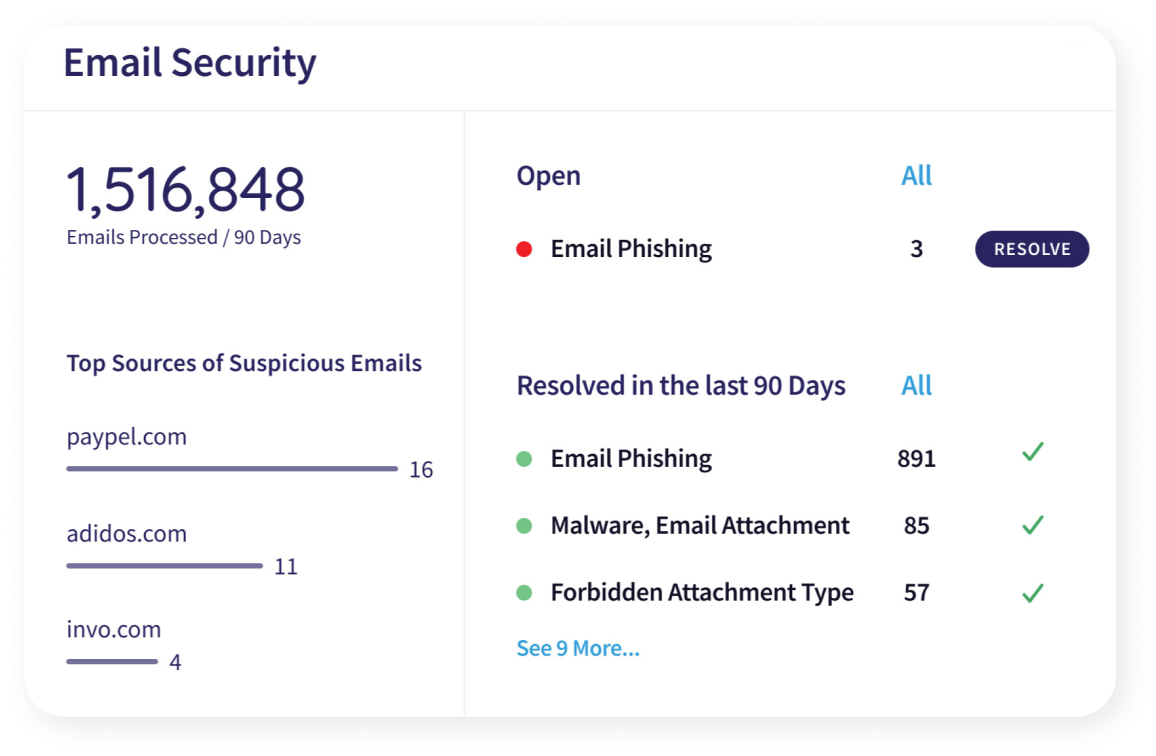 Email Security
1,516,848
Emails Processed / 90 Days
Top Sources of Suspicious Emails
paypel.com
16
adidos.com
11
invo.com
4
Open All
Email Phishing 3 RESOLVE
Resolved in the last 90 Days All
Email Phishing 891
Malware, Email Attachment 85
Forbidden Attachment Type 57
See 9 More...